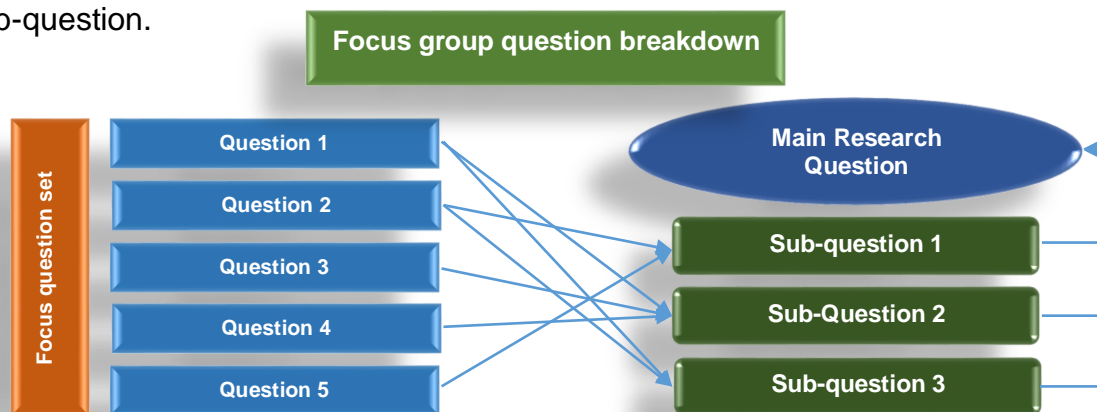 -question.
Focus group question breakdown
Focus question set
Question 1
Question 2
Question 3
Question 4
Question 5
Main Research
Question
Sub-question 1
Sub-Question 2
Sub-question 3